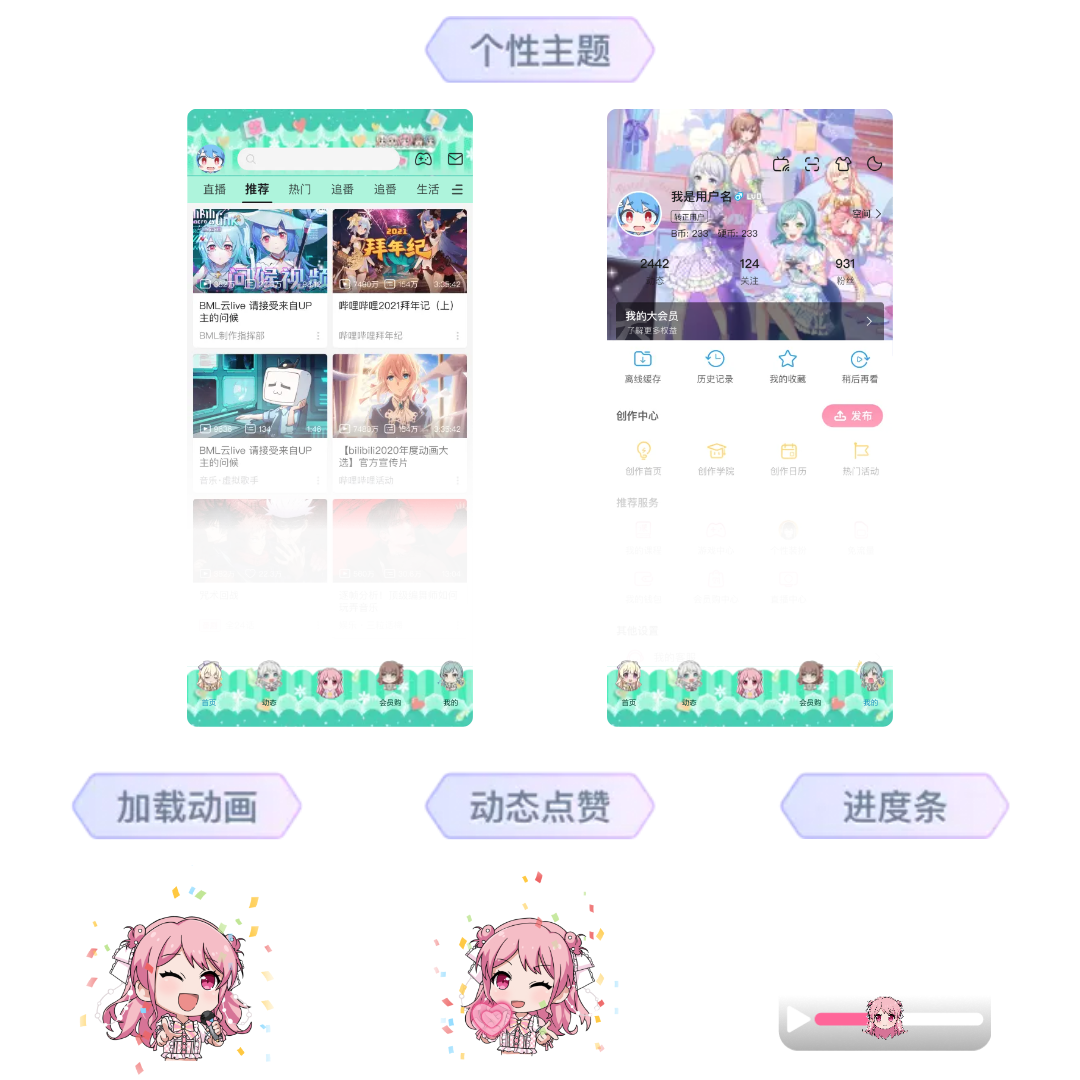 个性主题
直播 推荐 热门 追番 追番 生活
BML云live 请接受来自UP
主的问候
BML制作指挥部
2021
拜年纪
3:33:42
哔哩哔哩2021拜年记（上）
哔哩哔哩拜年纪
134
BML云live 请接受来自UP
主的问候
音乐·虚拟歌手
【bilibili2020年度动画大
选】官方宣传片
哔哩哔哩活动
首页 动态 会员购 我的
我是用户名
转正用户
B币: 233 硬币: 233
空间
2442 124 931
关注 粉丝
我的大会员
了解更多权益
离线缓存 历史记录 我的收藏 稍后再看
创作中心 发布
创作首页 创作学院 创作日历 热门活动
推荐服务
首页 动态 会员购 我的
加载动画 动态点赞 进度条